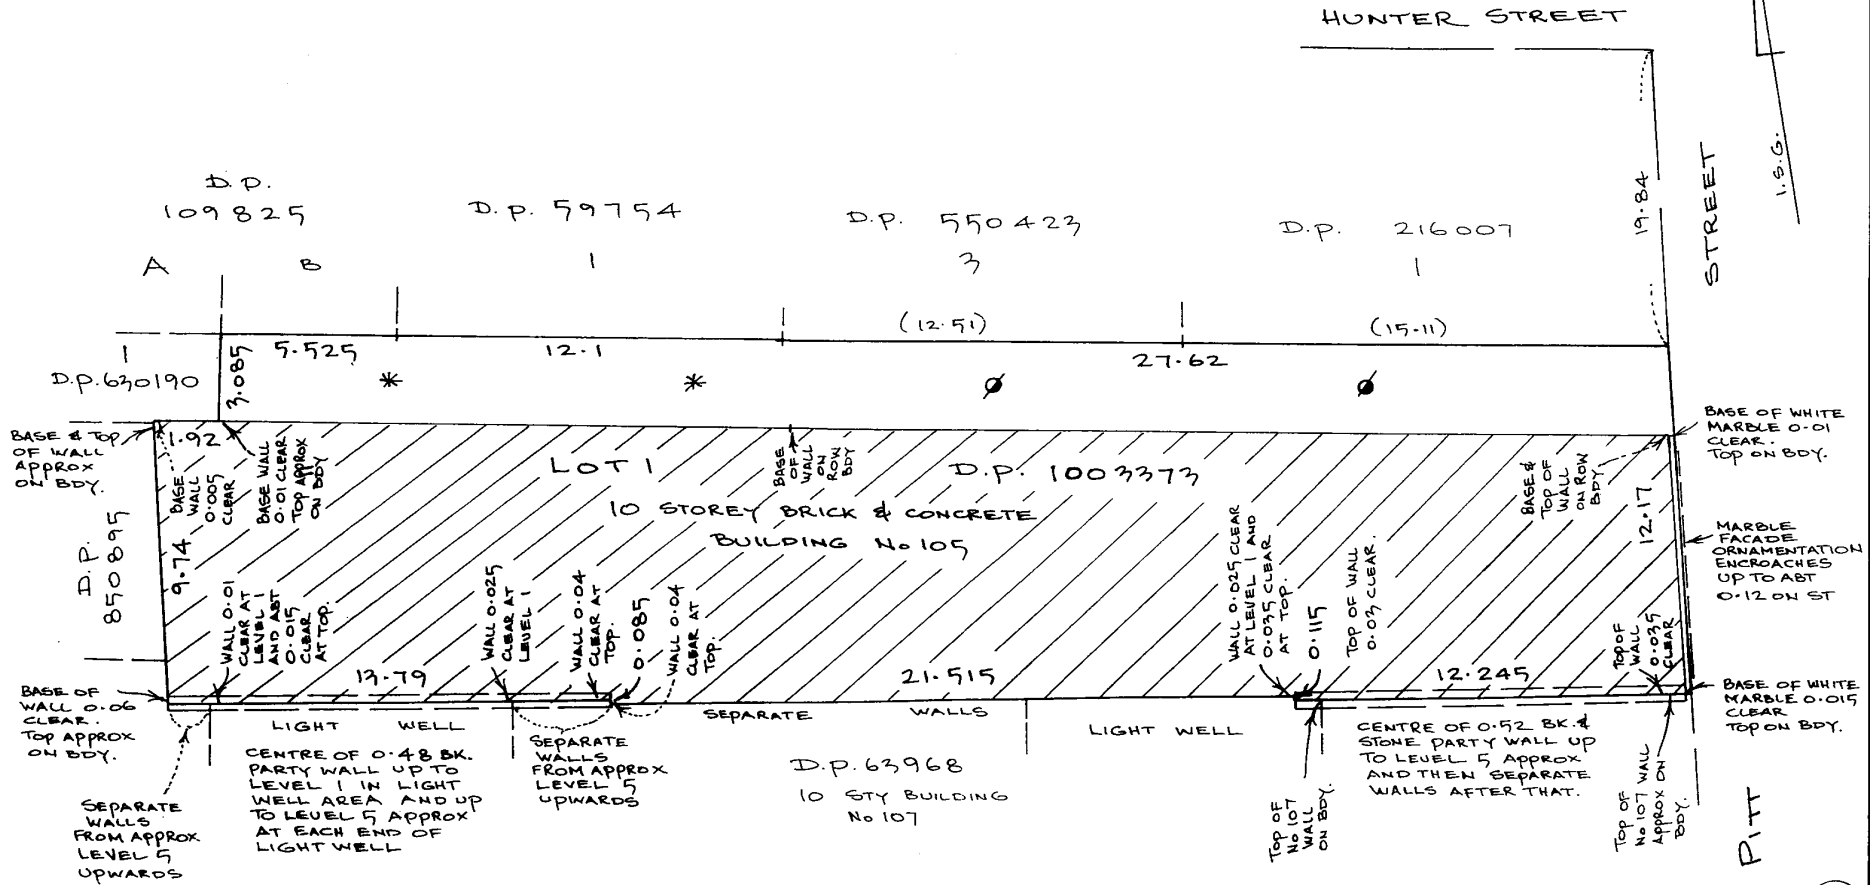 HUNTER STREET
I.S.G.
19.84
STREET
D.P.
109825
A
B
D.P. 59754
1
D.P. 550423
3
D.P. 216007
1
(12.51)
(15.11)
1
D.P. 630190
3.085
5.525
12.1
27.62
BASE & TOP
OF WALL
APPROX
ON BDY.
1.92
BASE
WALL
0.005
CLEAR
BASE WALL
0.01 CLEAR
TOP APPROX
ON BDY
LOT 1
D.P. 1003373
BASE
OF
WALL
ON
ROW
BDY
10 STOREY BRICK & CONCRETE
BUILDING No 105
BASE &
TOP OF
WALL
ON ROW
BDY.
BASE OF WHITE
MARBLE 0.01
CLEAR.
TOP ON BDY.
12.17
MARBLE
FACADE
ORNAMENTATION
ENCROACHES
UP TO ABT
0.12 ON ST
D.P.
850895
9.74
WALL 0.01
CLEAR AT
LEVEL 1
AND ABT
0.015
CLEAR
AT TOP.
WALL 0.025
CLEAR AT
LEVEL 1
WALL 0.04
CLEAR AT
TOP.
0.085
WALL 0.04
CLEAR AT
TOP.
WALL 0.025 CLEAR
AT LEVEL 1 AND
0.035 CLEAR
AT TOP.
0.115
TOP OF WALL
0.03 CLEAR.
TOP OF
WALL
0.035
CLEAR
13.79
21.515
12.245
BASE OF
WALL 0.06
CLEAR.
TOP APPROX
ON BDY.
BASE OF WHITE
MARBLE 0.015
CLEAR
TOP ON BDY.
LIGHT WELL
SEPARATE WALLS
LIGHT WELL
CENTRE OF 0.48 BK.
PARTY WALL UP TO
LEVEL 1 IN LIGHT
WELL AREA AND UP
TO LEVEL 5 APPROX
AT EACH END OF
LIGHT WELL
SEPARATE
WALLS
FROM APPROX
LEVEL 5
UPWARDS
SEPARATE
WALLS
FROM APPROX
LEVEL 5
UPWARDS
D.P. 63968
10 STY BUILDING
No 107
TOP OF
No 107
WALL
ON BDY.
CENTRE OF 0.52 BK. &
STONE PARTY WALL UP
TO LEVEL 5 APPROX
AND THEN SEPARATE
WALLS AFTER THAT.
TOP OF
No 107 WALL
APPROX ON
BDY.
PITT